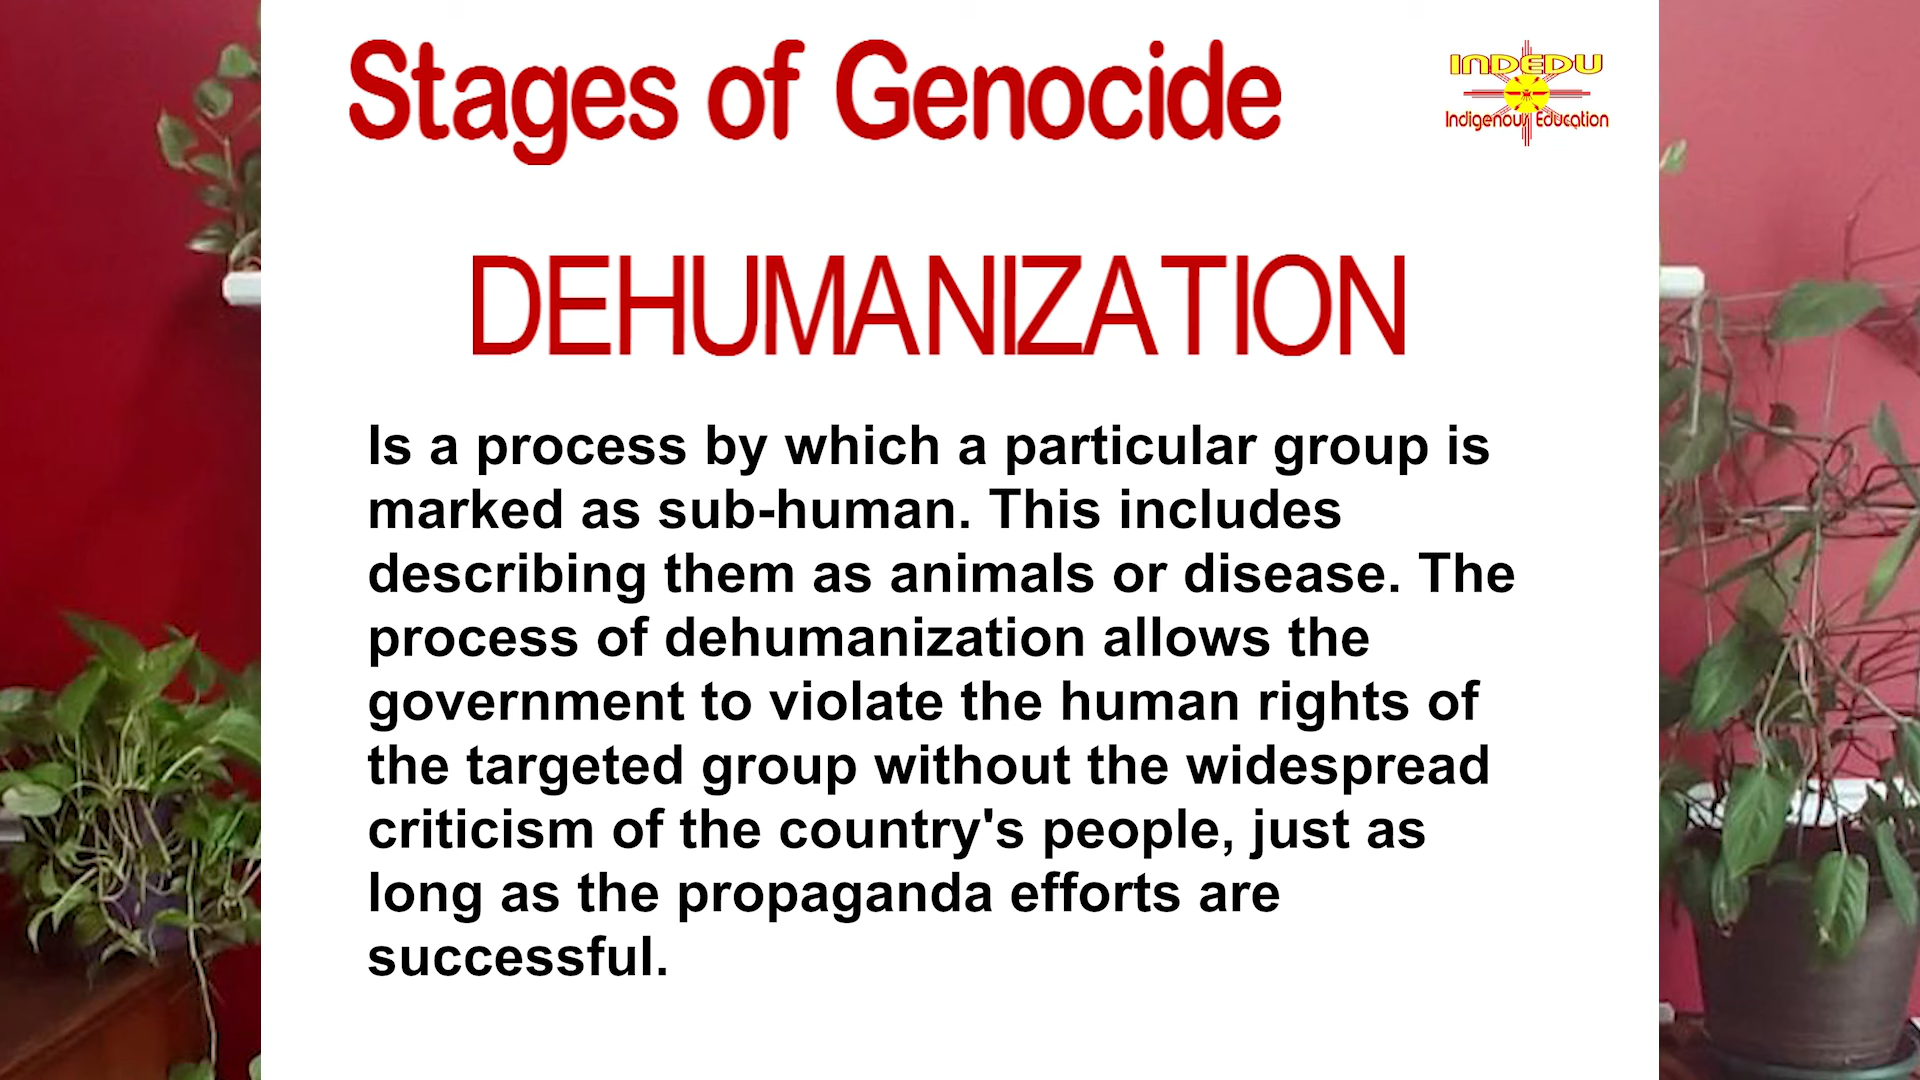 Stages of Genocide
INDEDU
Indigenous Education
DEHUMANIZATION
Is a process by which a particular group is
marked as sub-human. This includes
describing them as animals or disease. The
process of dehumanization allows the
government to violate the human rights of
the targeted group without the widespread
criticism of the country's people, just as
long as the propaganda efforts are
successful.